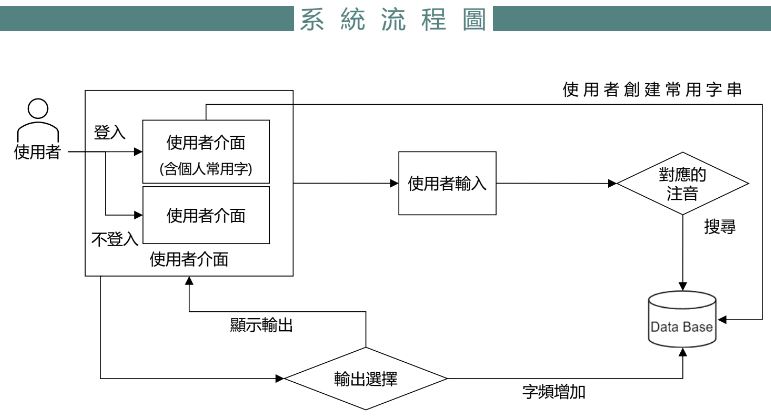 系統流程圖
使用者創建常用字串
使用者
登入
使用者介面
(含個人常用字)
使用者介面
不登入
使用者介面
使用者輸入
對應的
注音
搜尋
Data Base
顯示輸出
輸出選擇
字頻增加